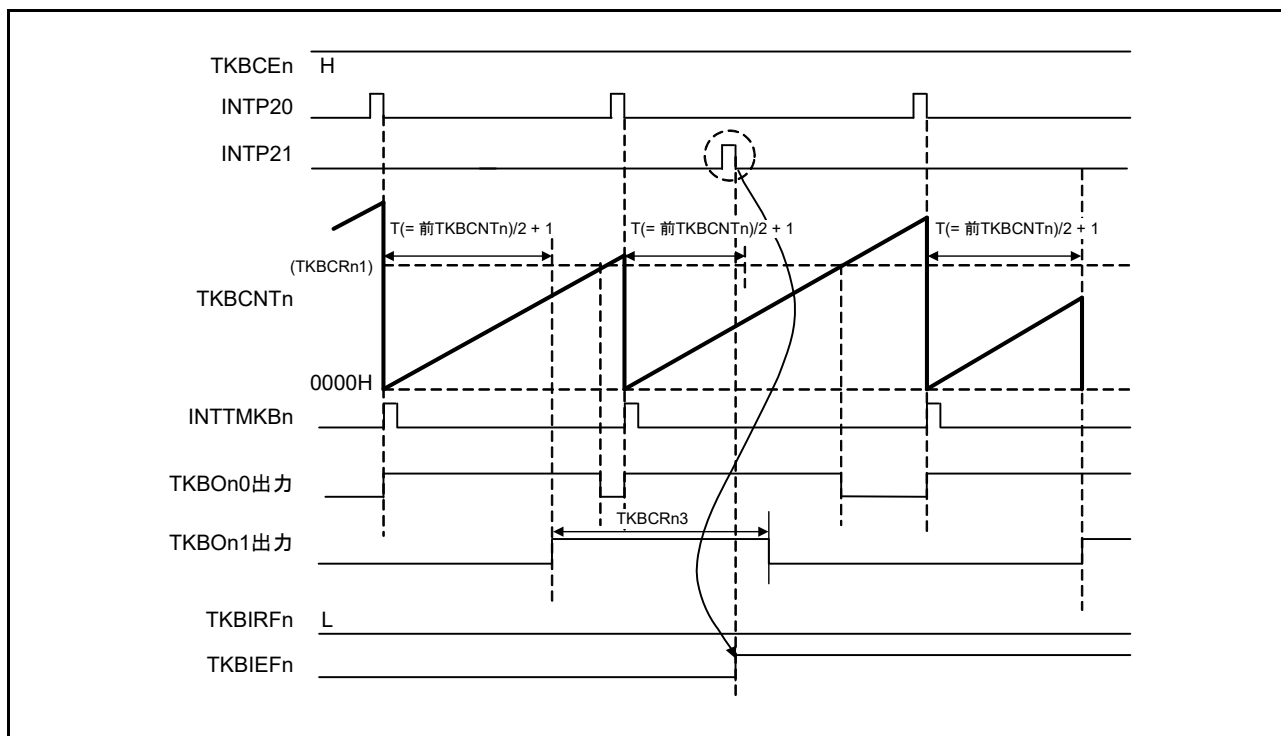 TKBCEn H
INTP20
INTP21
T(= 前TKBCNTn)/2 + 1 T(= 前TKBCNTn)/2 + 1 T(= 前TKBCNTn)/2 + 1
(TKBCRn1)
TKBCNTn
0000H
INTTMKBn
TKBOn0出力
TKBCRn3
TKBOn1出力
TKBIRFn L
TKBIEFn